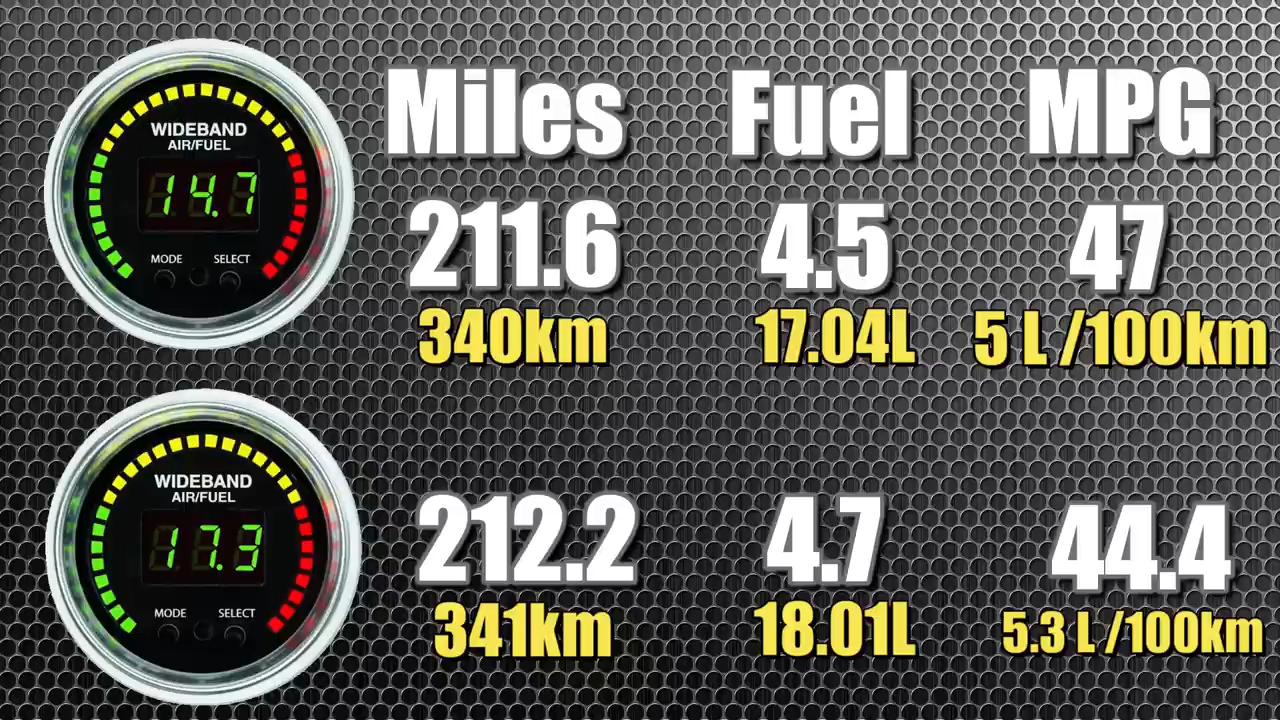 Miles Fuel MPG
WIDEBAND
AIR/FUEL
14.7
MODE SELECT
211.6 4.5 47
340km 17.04L 5 L /100km
WIDEBAND
AIR/FUEL
17.3
MODE SELECT
212.2 4.7 44.4
341km 18.01L 5.3 L /100km